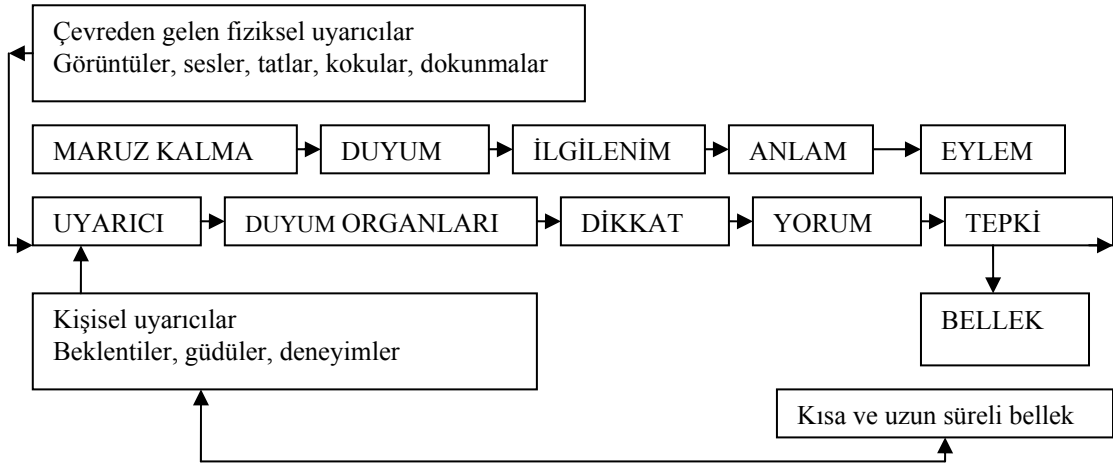 Çevreden gelen fiziksel uyarıcılar
Görüntüler, sesler, tatlar, kokular, dokunmalar
MARUZ KALMA DUYUM İLGİLENİM ANLAM EYLEM
UYARICI DUYUM ORGANLARI DİKKAT YORUM TEPKİ
Kişisel uyarıcılar
Beklentiler, güdüler, deneyimler
BELLEK
Kısa ve uzun süreli bellek